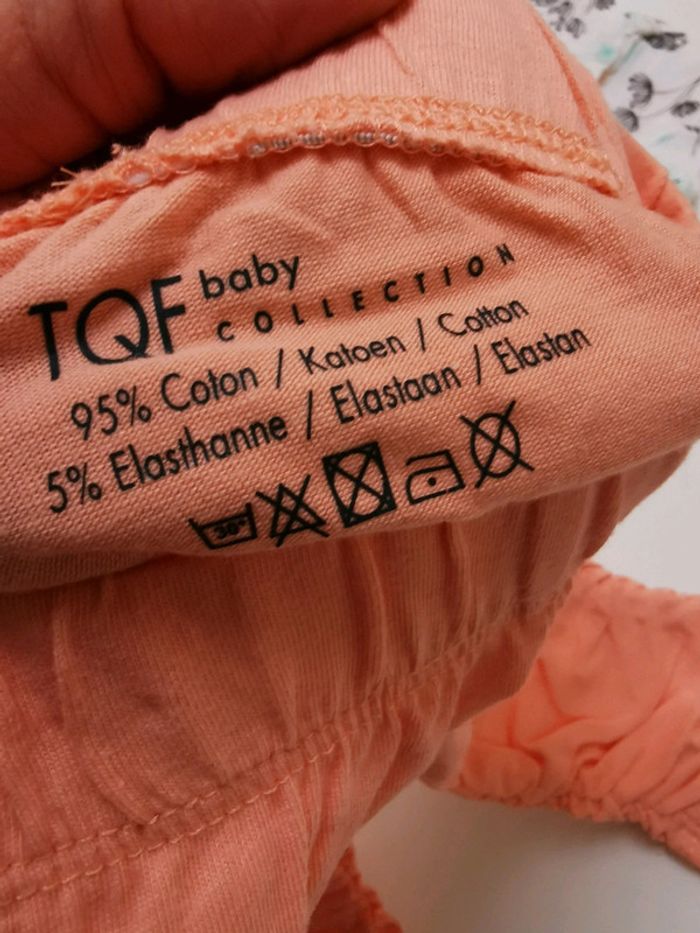 TQF baby
COLLECTION
95% Coton / Katoen / Cotton
5% Elasthanne / Elastaan / Elastan
30°